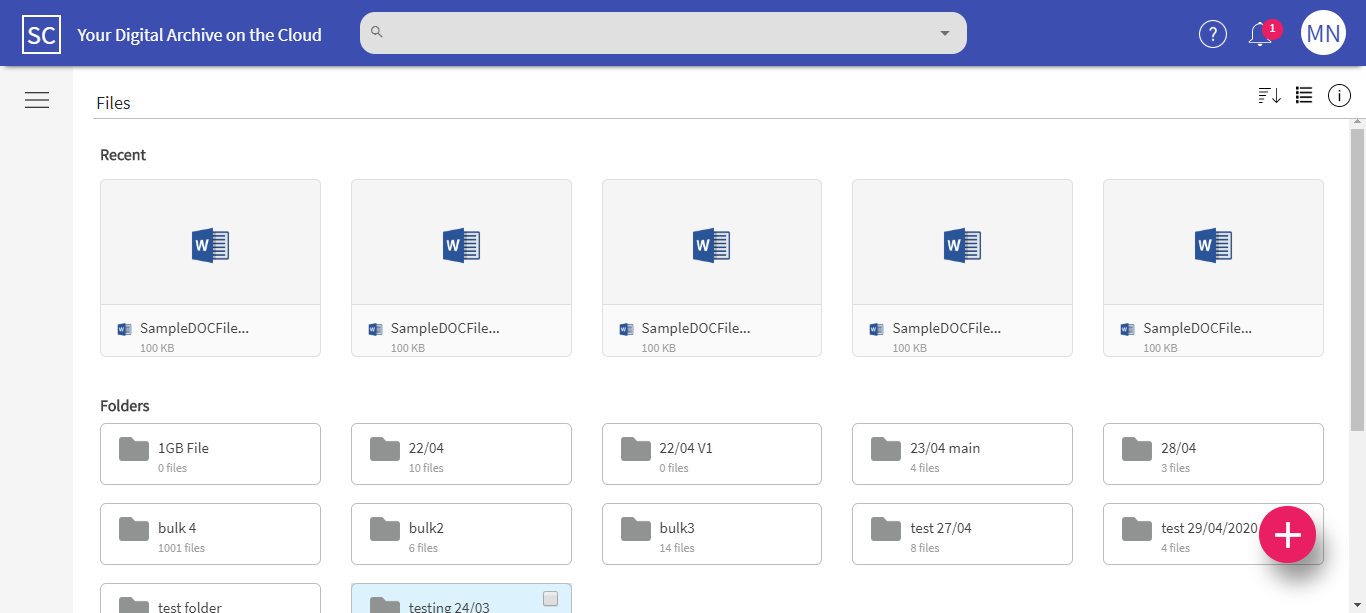 SC Your Digital Archive on the Cloud ? 1 MN
Files i
Recent
W W W W W
W SampleDOCFile... W SampleDOCFile... W SampleDOCFile... W SampleDOCFile... W SampleDOCFile...
100 KB 100 KB 100 KB 100 KB 100 KB
Folders
1GB File 22/04 22/04 V1 23/04 main 28/04
0 files 10 files 0 files 4 files 3 files
bulk 4 bulk2 bulk3 test 27/04 test 29/04/2020
1001 files 6 files 14 files 8 files 4 files
test folder testing 24/03